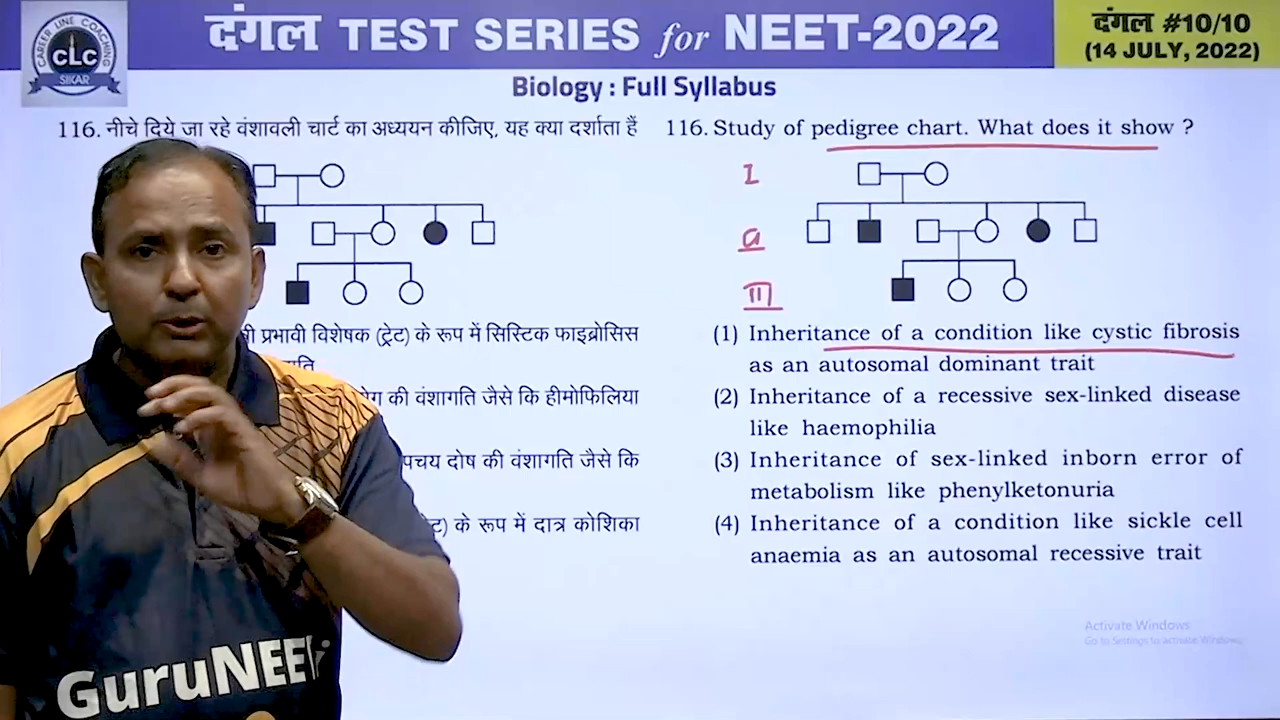 दंगल TEST SERIES for NEET-2022
दंगल #10/10
(14 JULY, 2022)
CAREER LINE COACHING
CLC
SIKAR
Biology : Full Syllabus
116. नीचे दिये जा रहे वंशावली चार्ट का अध्ययन कीजिए, यह क्या दर्शाता हैं
प्रभावी विशेषक (ट्रेट) के रूप में सिस्टिक फाइब्रोसिस
की वंशागति जैसे कि हीमोफिलिया
दोष की वंशागति जैसे कि
के रूप में दात्र कोशिका
116. Study of pedigree chart. What does it show ?
I
III
(1) Inheritance of a condition like cystic fibrosis
as an autosomal dominant trait
(2) Inheritance of a recessive sex-linked disease
like haemophilia
(3) Inheritance of sex-linked inborn error of
metabolism like phenylketonuria
(4) Inheritance of a condition like sickle cell
anaemia as an autosomal recessive trait
Activate Windows
Go to Settings to activate Windows.
GuruNEET